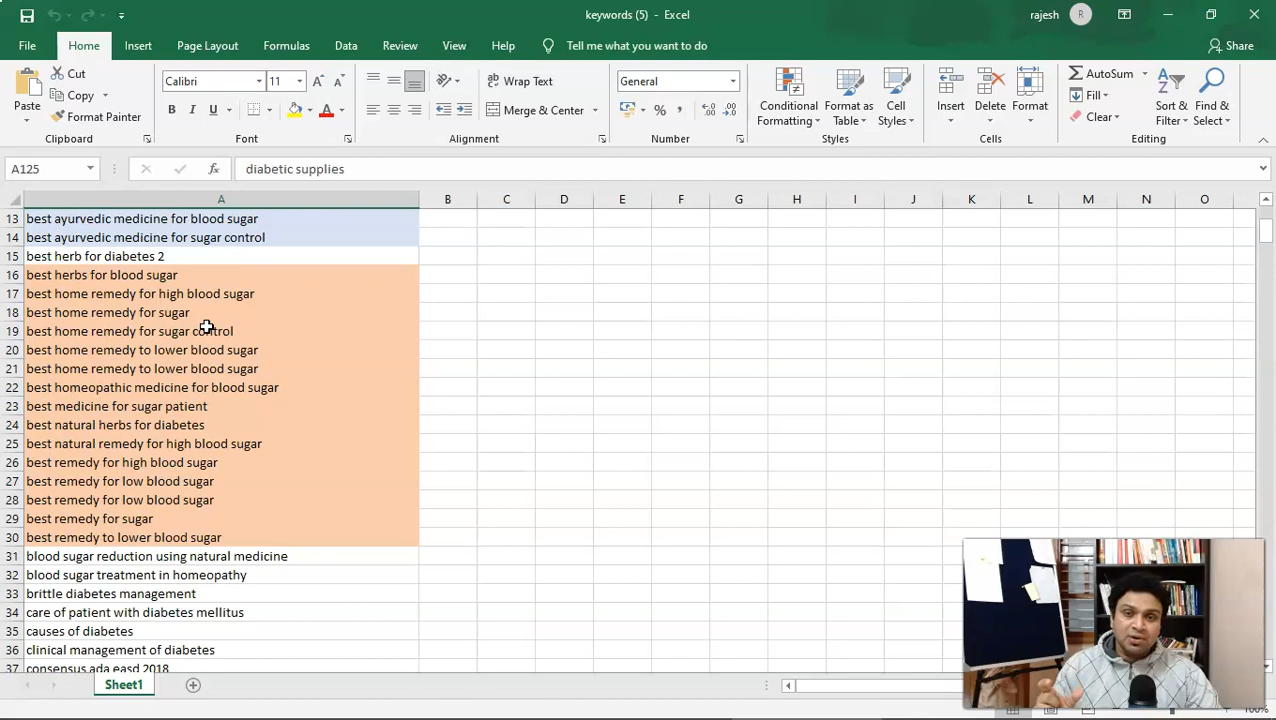 keywords (5) - Excel
rajesh
R
File
Home
Insert
Page Layout
Formulas
Data
Review
View
Help
Tell me what you want to do
Share
Paste
Cut
Copy
Format Painter
Clipboard
Calibri
11
A A
B I U
A
Font
Wrap Text
Merge & Center
Alignment
General
% ,
Number
Conditional Formatting
Format as Table
Cell Styles
Styles
Insert
Delete
Format
Cells
AutoSum
Fill
Clear
Sort & Filter
Find & Select
Editing
A125
fx
diabetic supplies
A B C D E F G H I J K L M N O
13 best ayurvedic medicine for blood sugar
14 best ayurvedic medicine for sugar control
15 best herb for diabetes 2
16 best herbs for blood sugar
17 best home remedy for high blood sugar
18 best home remedy for sugar
19 best home remedy for sugar control
20 best home remedy to lower blood sugar
21 best home remedy to lower blood sugar
22 best homeopathic medicine for blood sugar
23 best medicine for sugar patient
24 best natural herbs for diabetes
25 best natural remedy for high blood sugar
26 best remedy for high blood sugar
27 best remedy for low blood sugar
28 best remedy for low blood sugar
29 best remedy for sugar
30 best remedy to lower blood sugar
31 blood sugar reduction using natural medicine
32 blood sugar treatment in homeopathy
33 brittle diabetes management
34 care of patient with diabetes mellitus
35 causes of diabetes
36 clinical management of diabetes
37 consensus ada easd 2018
Sheet1
100%